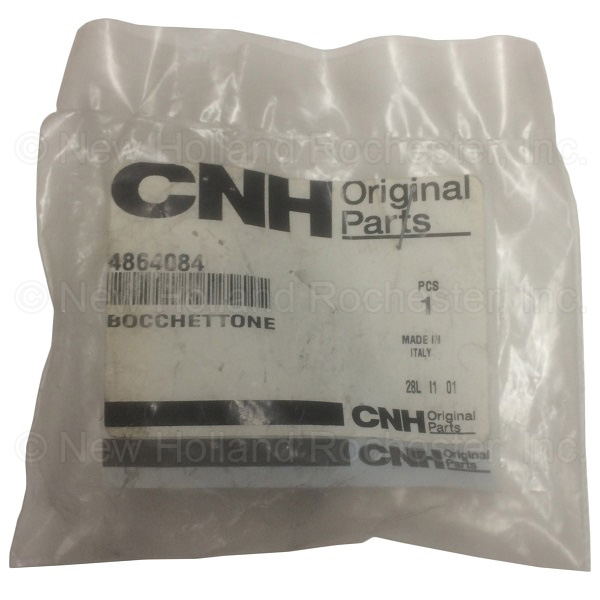 © New Holland Rochester, Inc.
CNH Original Parts
4864084
PCS
1
© New Holland Rochester, Inc.
BOCCHETTONE
MADE IN
ITALY
28L I1 01
CNH Original Parts
© New Holland Rochester, Inc.
CNH Original Parts